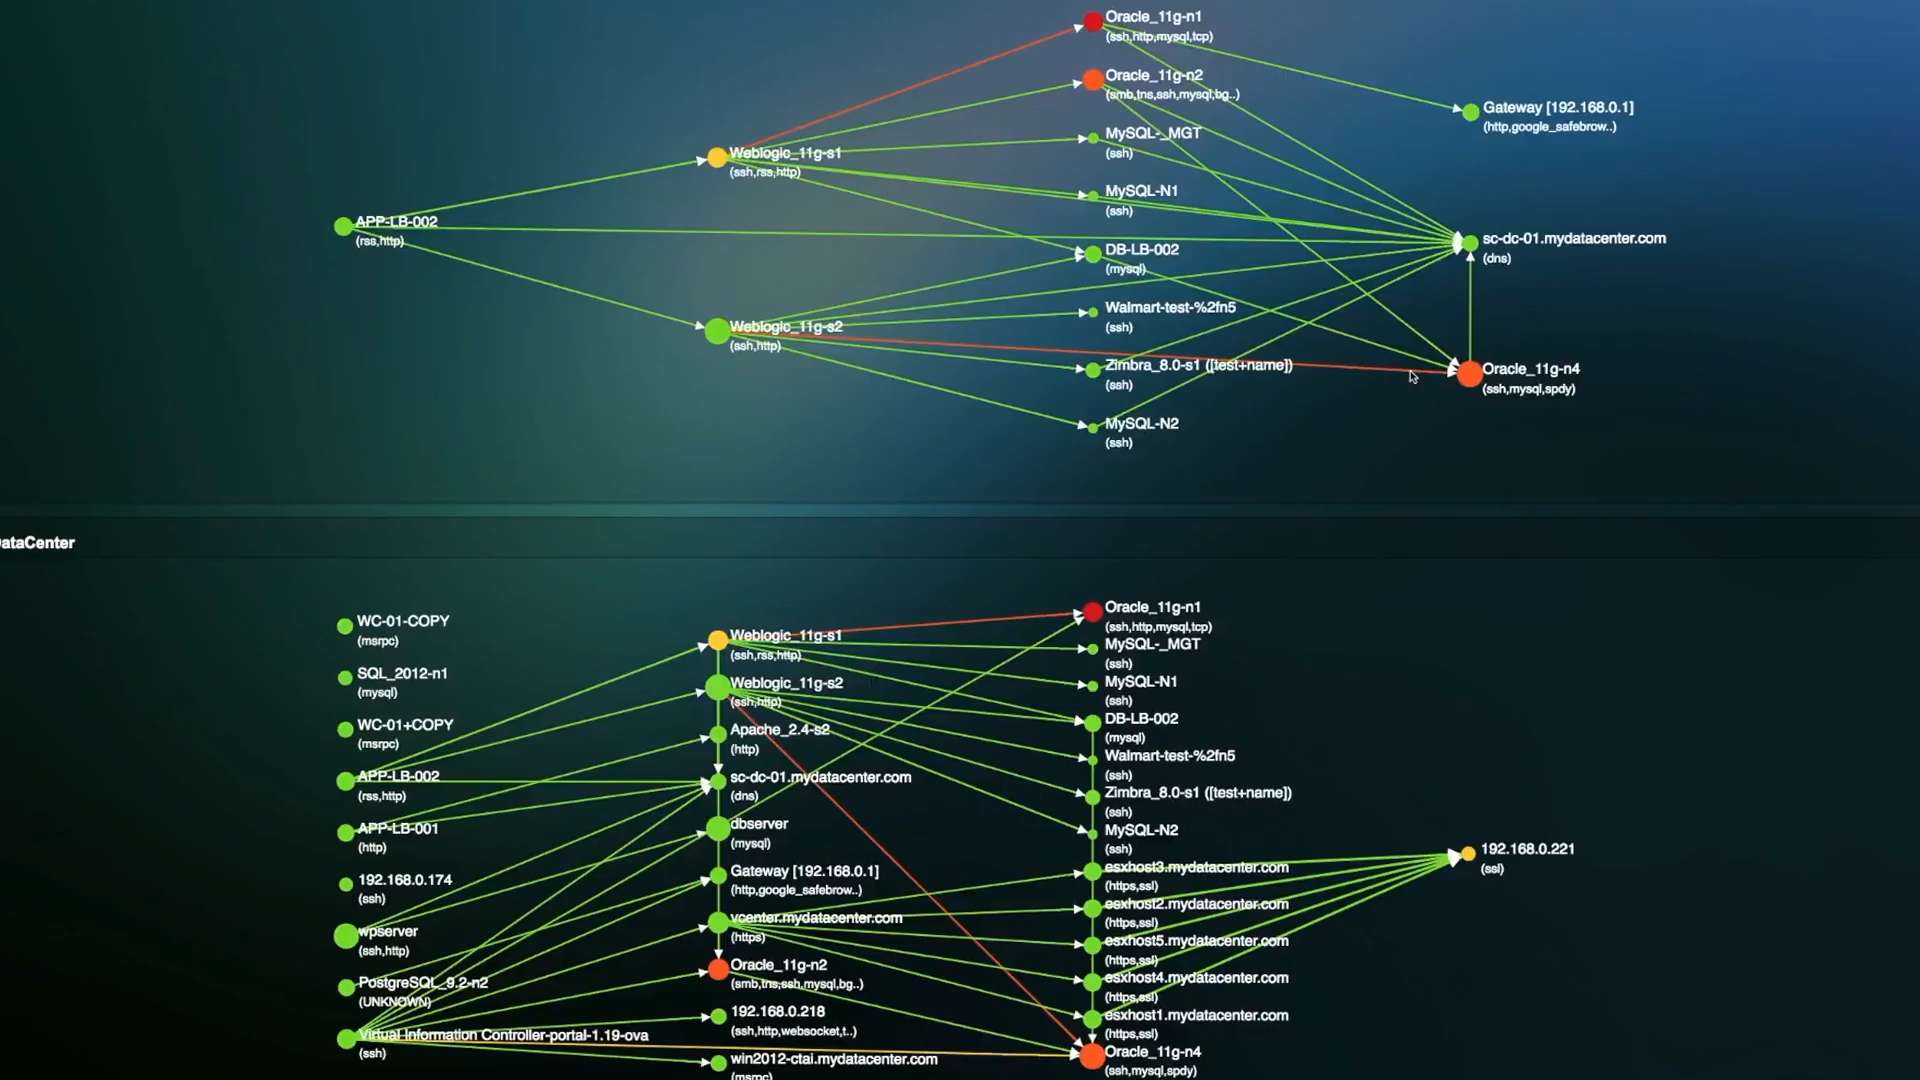 Oracle_11g-n1
(ssh,http,mysql,tcp)
Oracle_11g-n2
(smb,tns,ssh,mysql,bg..)
Gateway [192.168.0.1]
(http,google_safebrow..)
MySQL-_MGT
(ssh)
Weblogic_11g-s1
(ssh,rss,http)
MySQL-N1
(ssh)
APP-LB-002
(rss,http)
DB-LB-002
(mysql)
sc-dc-01.mydatacenter.com
(dns)
Walmart-test-%2fn5
(ssh)
Weblogic_11g-s2
(ssh,http)
Zimbra_8.0-s1 ([test+name])
(ssh)
Oracle_11g-n4
(ssh,mysql,spdy)
MySQL-N2
(ssh)
DataCenter
WC-01-COPY
(msrpc)
SQL_2012-n1
(mysql)
WC-01+COPY
(msrpc)
APP-LB-002
(rss,http)
APP-LB-001
(http)
192.168.0.174
(ssh)
wpserver
(ssh,http)
PostgreSQL_9.2-n2
(UNKNOWN)
Virtual Information Controller-portal-1.19-ova
(ssh)
Weblogic_11g-s1
(ssh,rss,http)
Weblogic_11g-s2
(ssh,http)
Apache_2.4-s2
(http)
sc-dc-01.mydatacenter.com
(dns)
dbserver
(mysql)
Gateway [192.168.0.1]
(http,google_safebrow..)
vcenter.mydatacenter.com
(https)
Oracle_11g-n2
(smb,tns,ssh,mysql,bg..)
192.168.0.218
(ssh,http,websocket,t..)
win2012-ctai.mydatacenter.com
(msrpc)
Oracle_11g-n1
(ssh,http,mysql,tcp)
MySQL-_MGT
(ssh)
MySQL-N1
(ssh)
DB-LB-002
(mysql)
Walmart-test-%2fn5
(ssh)
Zimbra_8.0-s1 ([test+name])
(ssh)
MySQL-N2
(ssh)
esxhost3.mydatacenter.com
(https,ssl)
esxhost2.mydatacenter.com
(https,ssl)
esxhost5.mydatacenter.com
(https,ssl)
esxhost4.mydatacenter.com
(https,ssl)
esxhost1.mydatacenter.com
(https,ssl)
Oracle_11g-n4
(ssh,mysql,spdy)
192.168.0.221
(ssl)